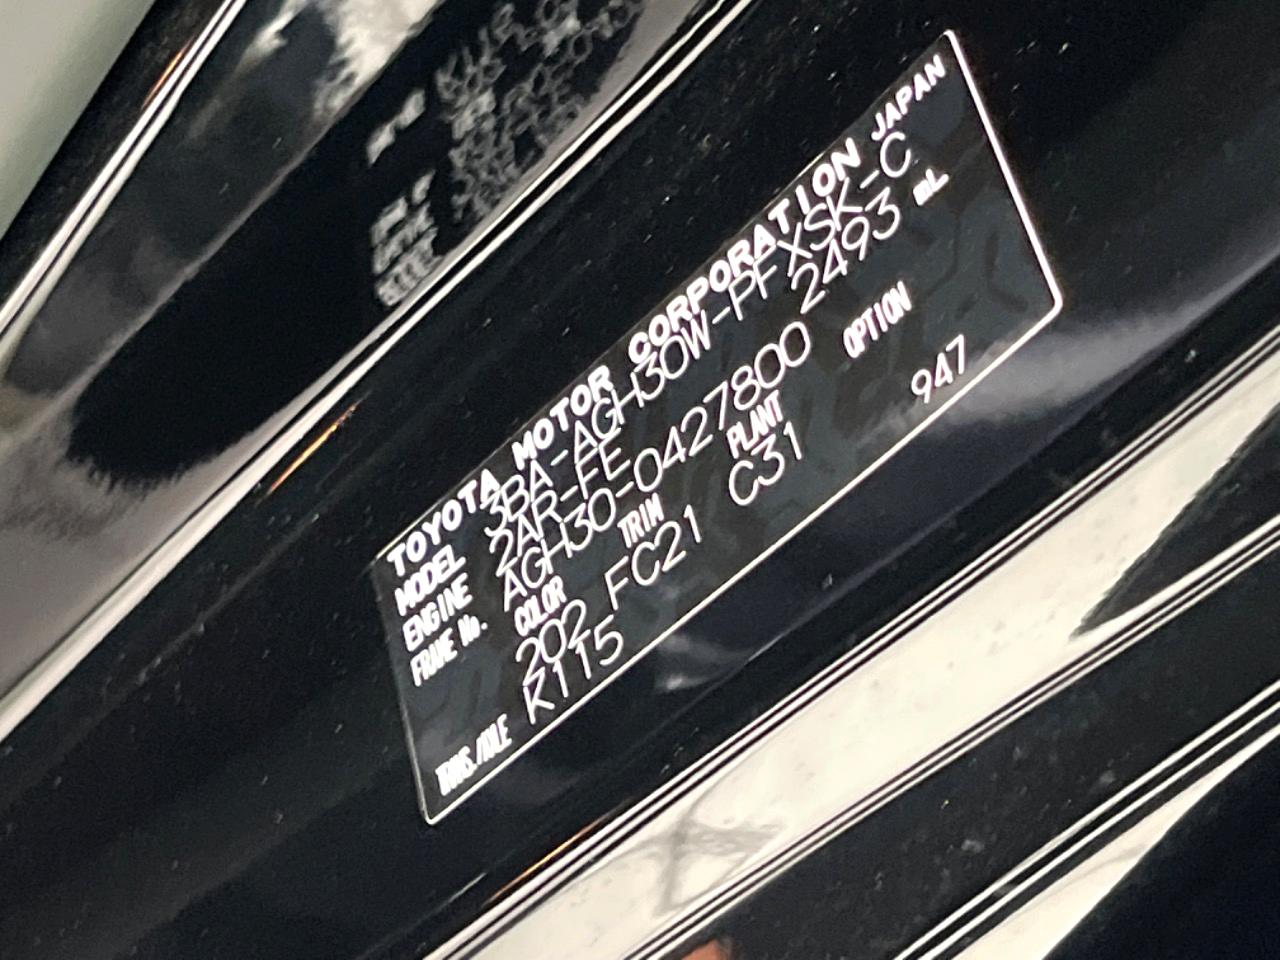 TOYOTA MOTOR CORPORATION JAPAN
MODEL 3BA-AGH30W-PFXSK-C
ENGINE 2AR-FE 2493 mL
FRAME No. AGH30-0427800
COLOR TRIM PLANT OPTION
202 FC21 C31 947
TRANS./AXLE K115